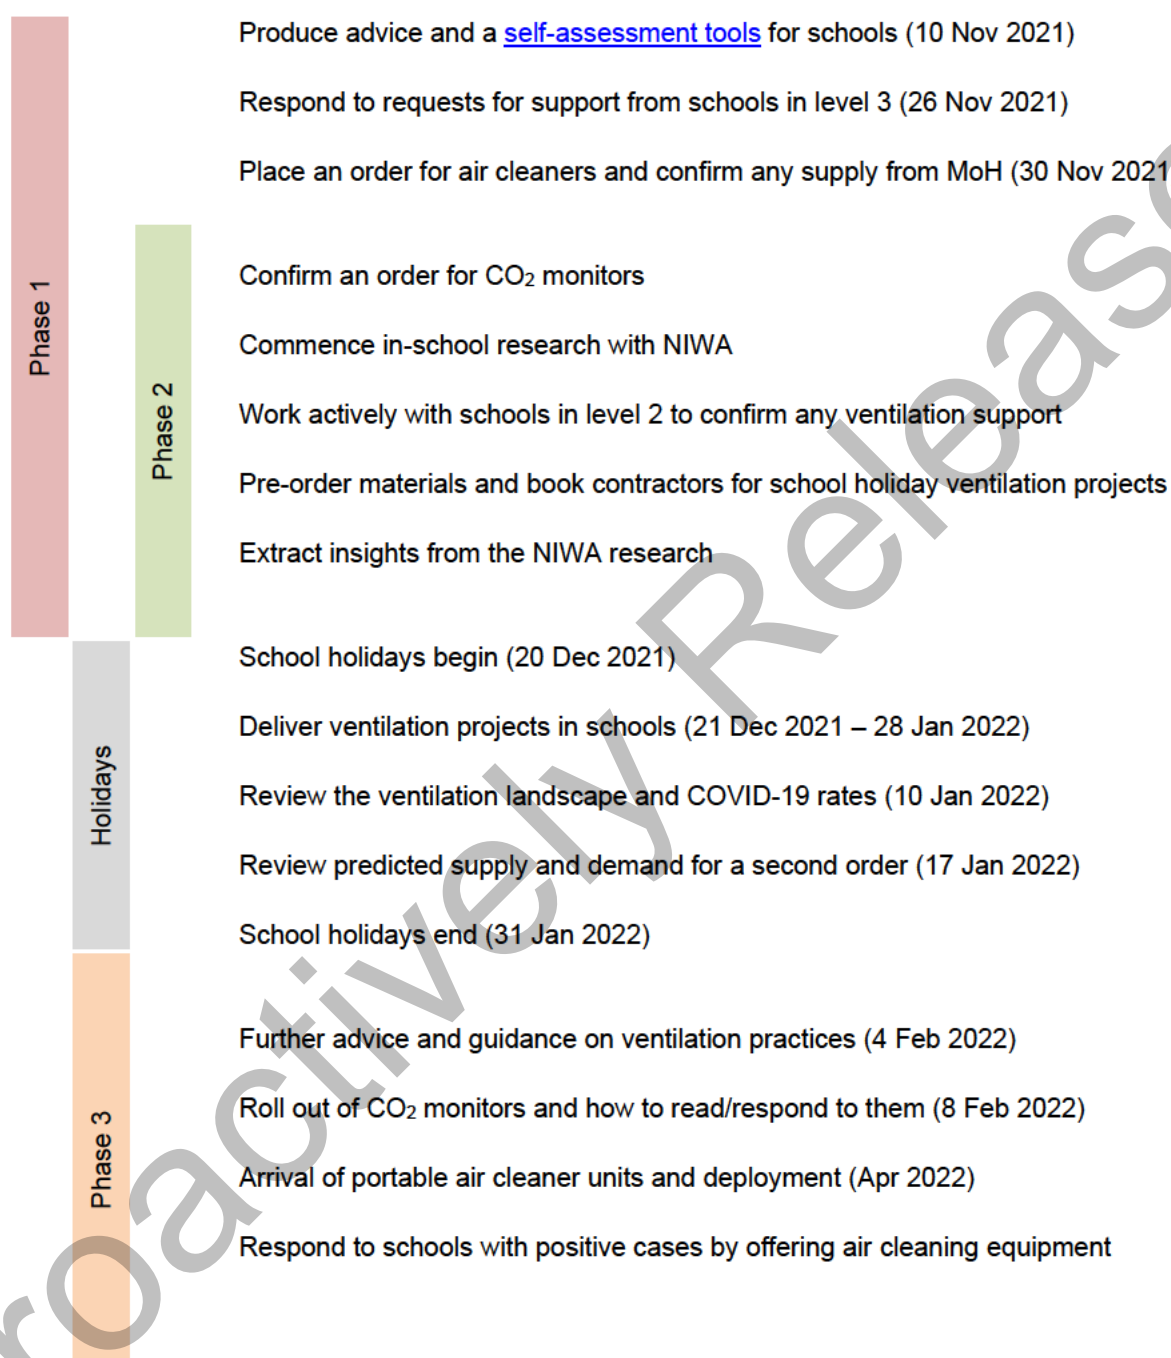 Produce advice and a self-assessment tools for schools (10 Nov 2021)
Respond to requests for support from schools in level 3 (26 Nov 2021)
Place an order for air cleaners and confirm any supply from MoH (30 Nov 2021
Phase 1
Phase 2
Confirm an order for CO₂ monitors
Commence in-school research with NIWA
Work actively with schools in level 2 to confirm any ventilation support
Pre-order materials and book contractors for school holiday ventilation projects
Extract insights from the NIWA research
Holidays
School holidays begin (20 Dec 2021)
Deliver ventilation projects in schools (21 Dec 2021 – 28 Jan 2022)
Review the ventilation landscape and COVID-19 rates (10 Jan 2022)
Review predicted supply and demand for a second order (17 Jan 2022)
School holidays end (31 Jan 2022)
Phase 3
Further advice and guidance on ventilation practices (4 Feb 2022)
Roll out of CO₂ monitors and how to read/respond to them (8 Feb 2022)
Arrival of portable air cleaner units and deployment (Apr 2022)
Respond to schools with positive cases by offering air cleaning equipment
roactively Releas